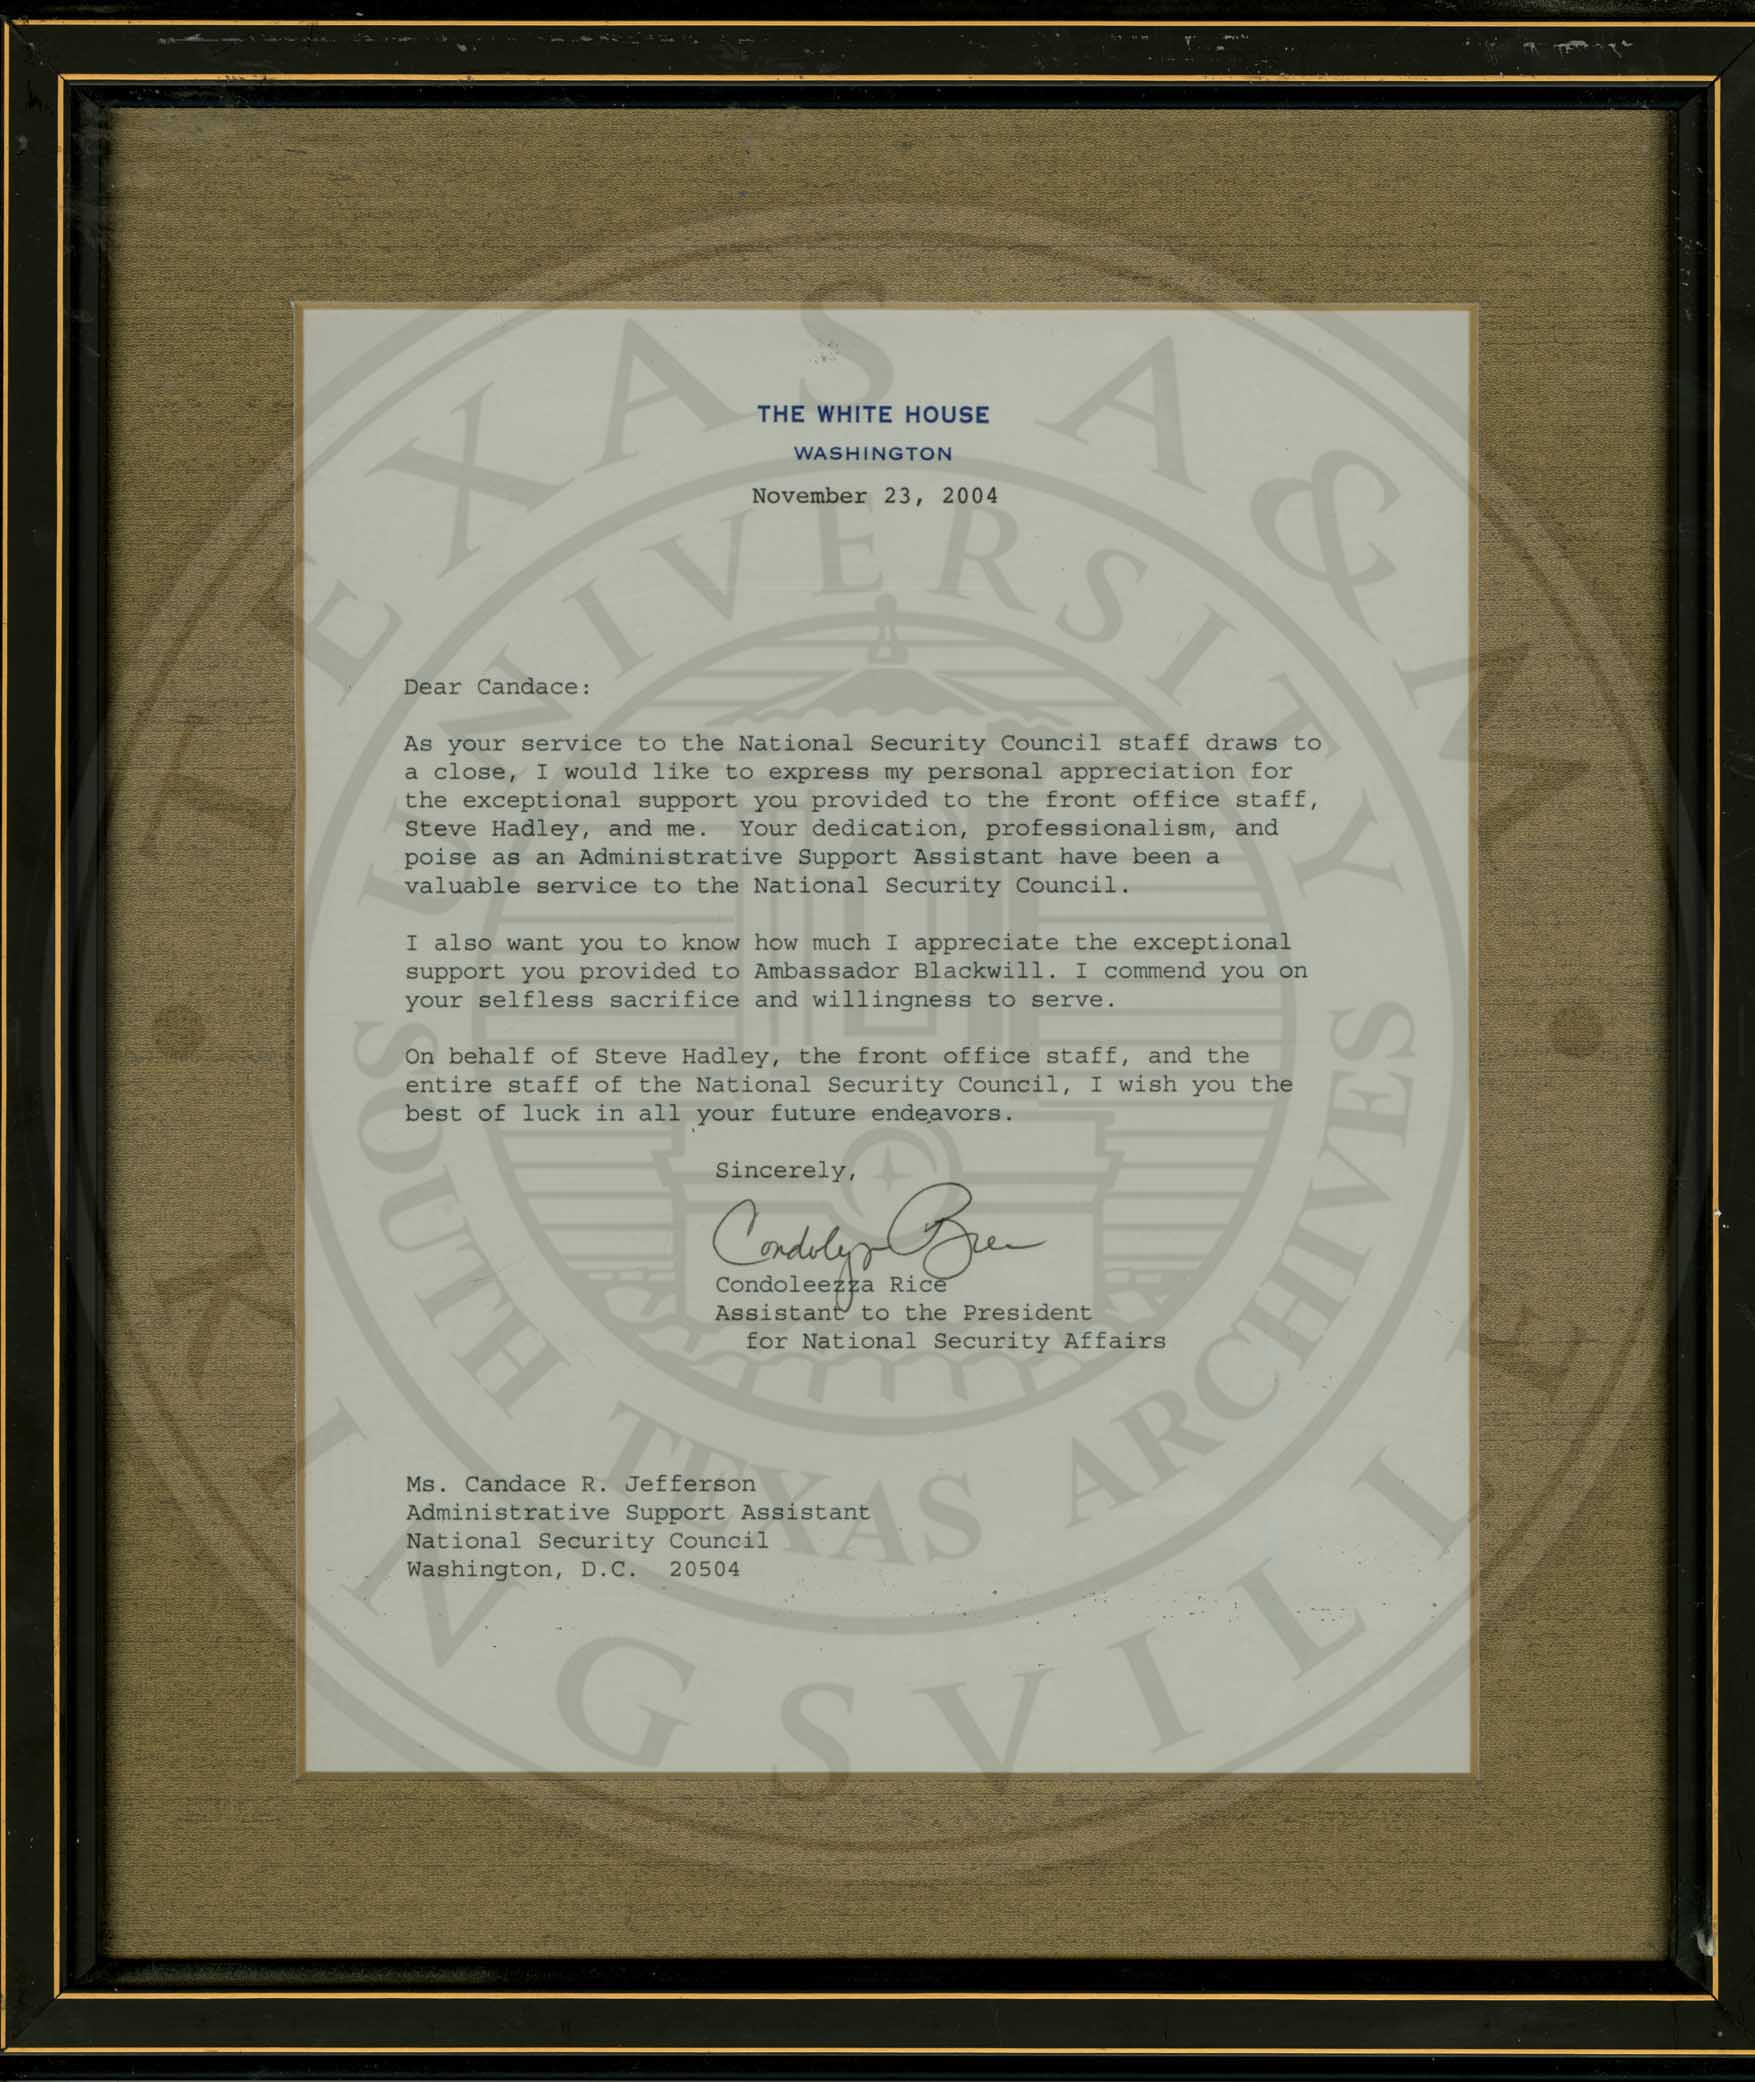 THE WHITE HOUSE
WASHINGTON
November 23, 2004
Dear Candace:
As your service to the National Security Council staff draws to
a close, I would like to express my personal appreciation for
the exceptional support you provided to the front office staff,
Steve Hadley, and me.  Your dedication, professionalism, and
poise as an Administrative Support Assistant have been a
valuable service to the National Security Council.
I also want you to know how much I appreciate the exceptional
support you provided to Ambassador Blackwill. I commend you on
your selfless sacrifice and willingness to serve.
On behalf of Steve Hadley, the front office staff, and the
entire staff of the National Security Council, I wish you the
best of luck in all your future endeavors.
Sincerely,
Condoleezza Rice
Assistant to the President
for National Security Affairs
Ms. Candace R. Jefferson
Administrative Support Assistant
National Security Council
Washington, D.C.  20504
TEXAS A&M UNIVERSITY
KINGSVILLE
SOUTH TEXAS ARCHIVES